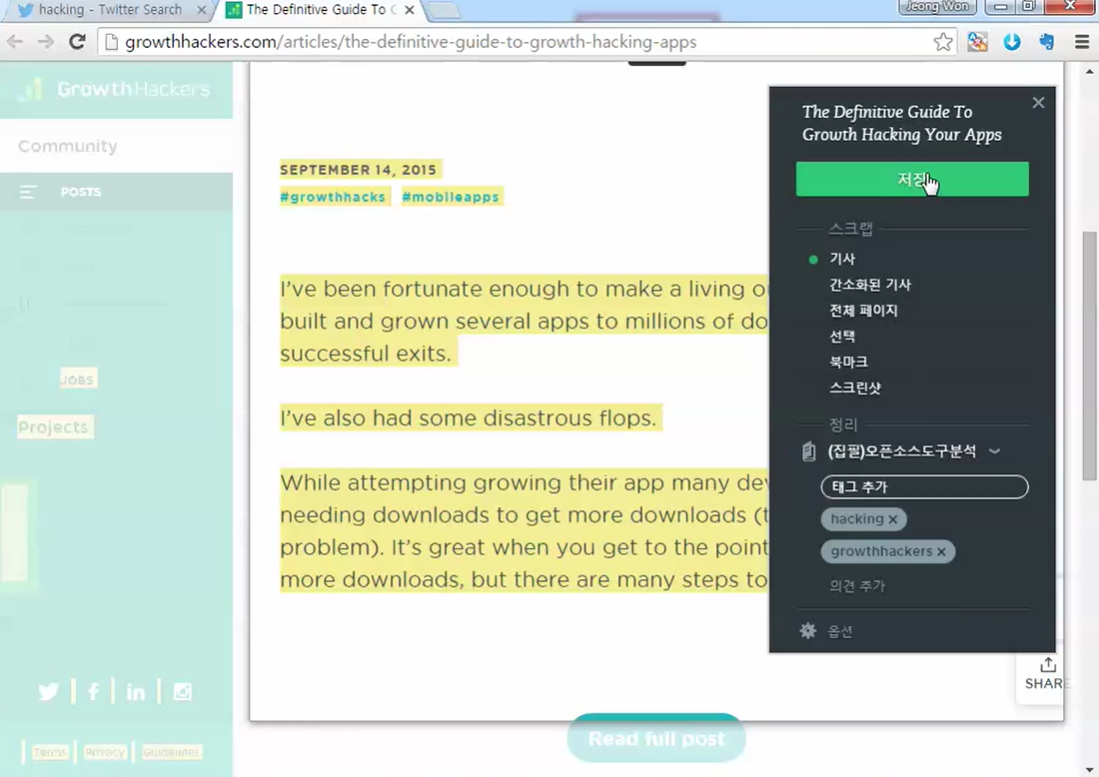 hacking - Twitter Search
The Definitive Guide To G
Jeong Won
growthhackers.com/articles/the-definitive-guide-to-growth-hacking-apps
GrowthHackers
Community
POSTS
JOBS
Projects
Terms
Privacy
Guidelines
SEPTEMBER 14, 2015
#growthhacks #mobileapps
I've been fortunate enough to make a living o
built and grown several apps to millions of do
successful exits.
I've also had some disastrous flops.
While attempting growing their app many dev
needing downloads to get more downloads (t
problem). It's great when you get to the point
more downloads, but there are many steps to
Read full post
SHARE
The Definitive Guide To
Growth Hacking Your Apps
저장
스크랩
기사
간소화된 기사
전체 페이지
선택
북마크
스크린샷
정리
(집필)오픈소스도구분석
태그 추가
hacking
growthhackers
의견 추가
옵션